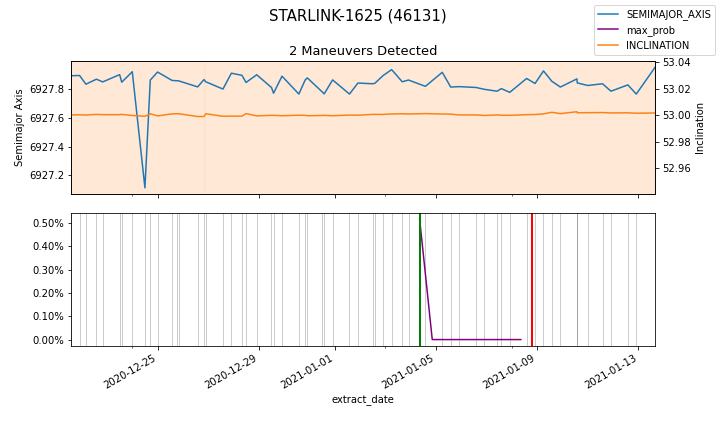 STARLINK-1625 (46131)
SEMIMAJOR_AXIS
max_prob
INCLINATION
2 Maneuvers Detected
Semimajor Axis
6927.8
6927.6
6927.4
6927.2
53.04
53.02
53.00
52.98
52.96
Inclination
0.50%
0.40%
0.30%
0.20%
0.10%
0.00%
2020-12-25
2020-12-29
2021-01-01
2021-01-05
2021-01-09
2021-01-13
extract_date